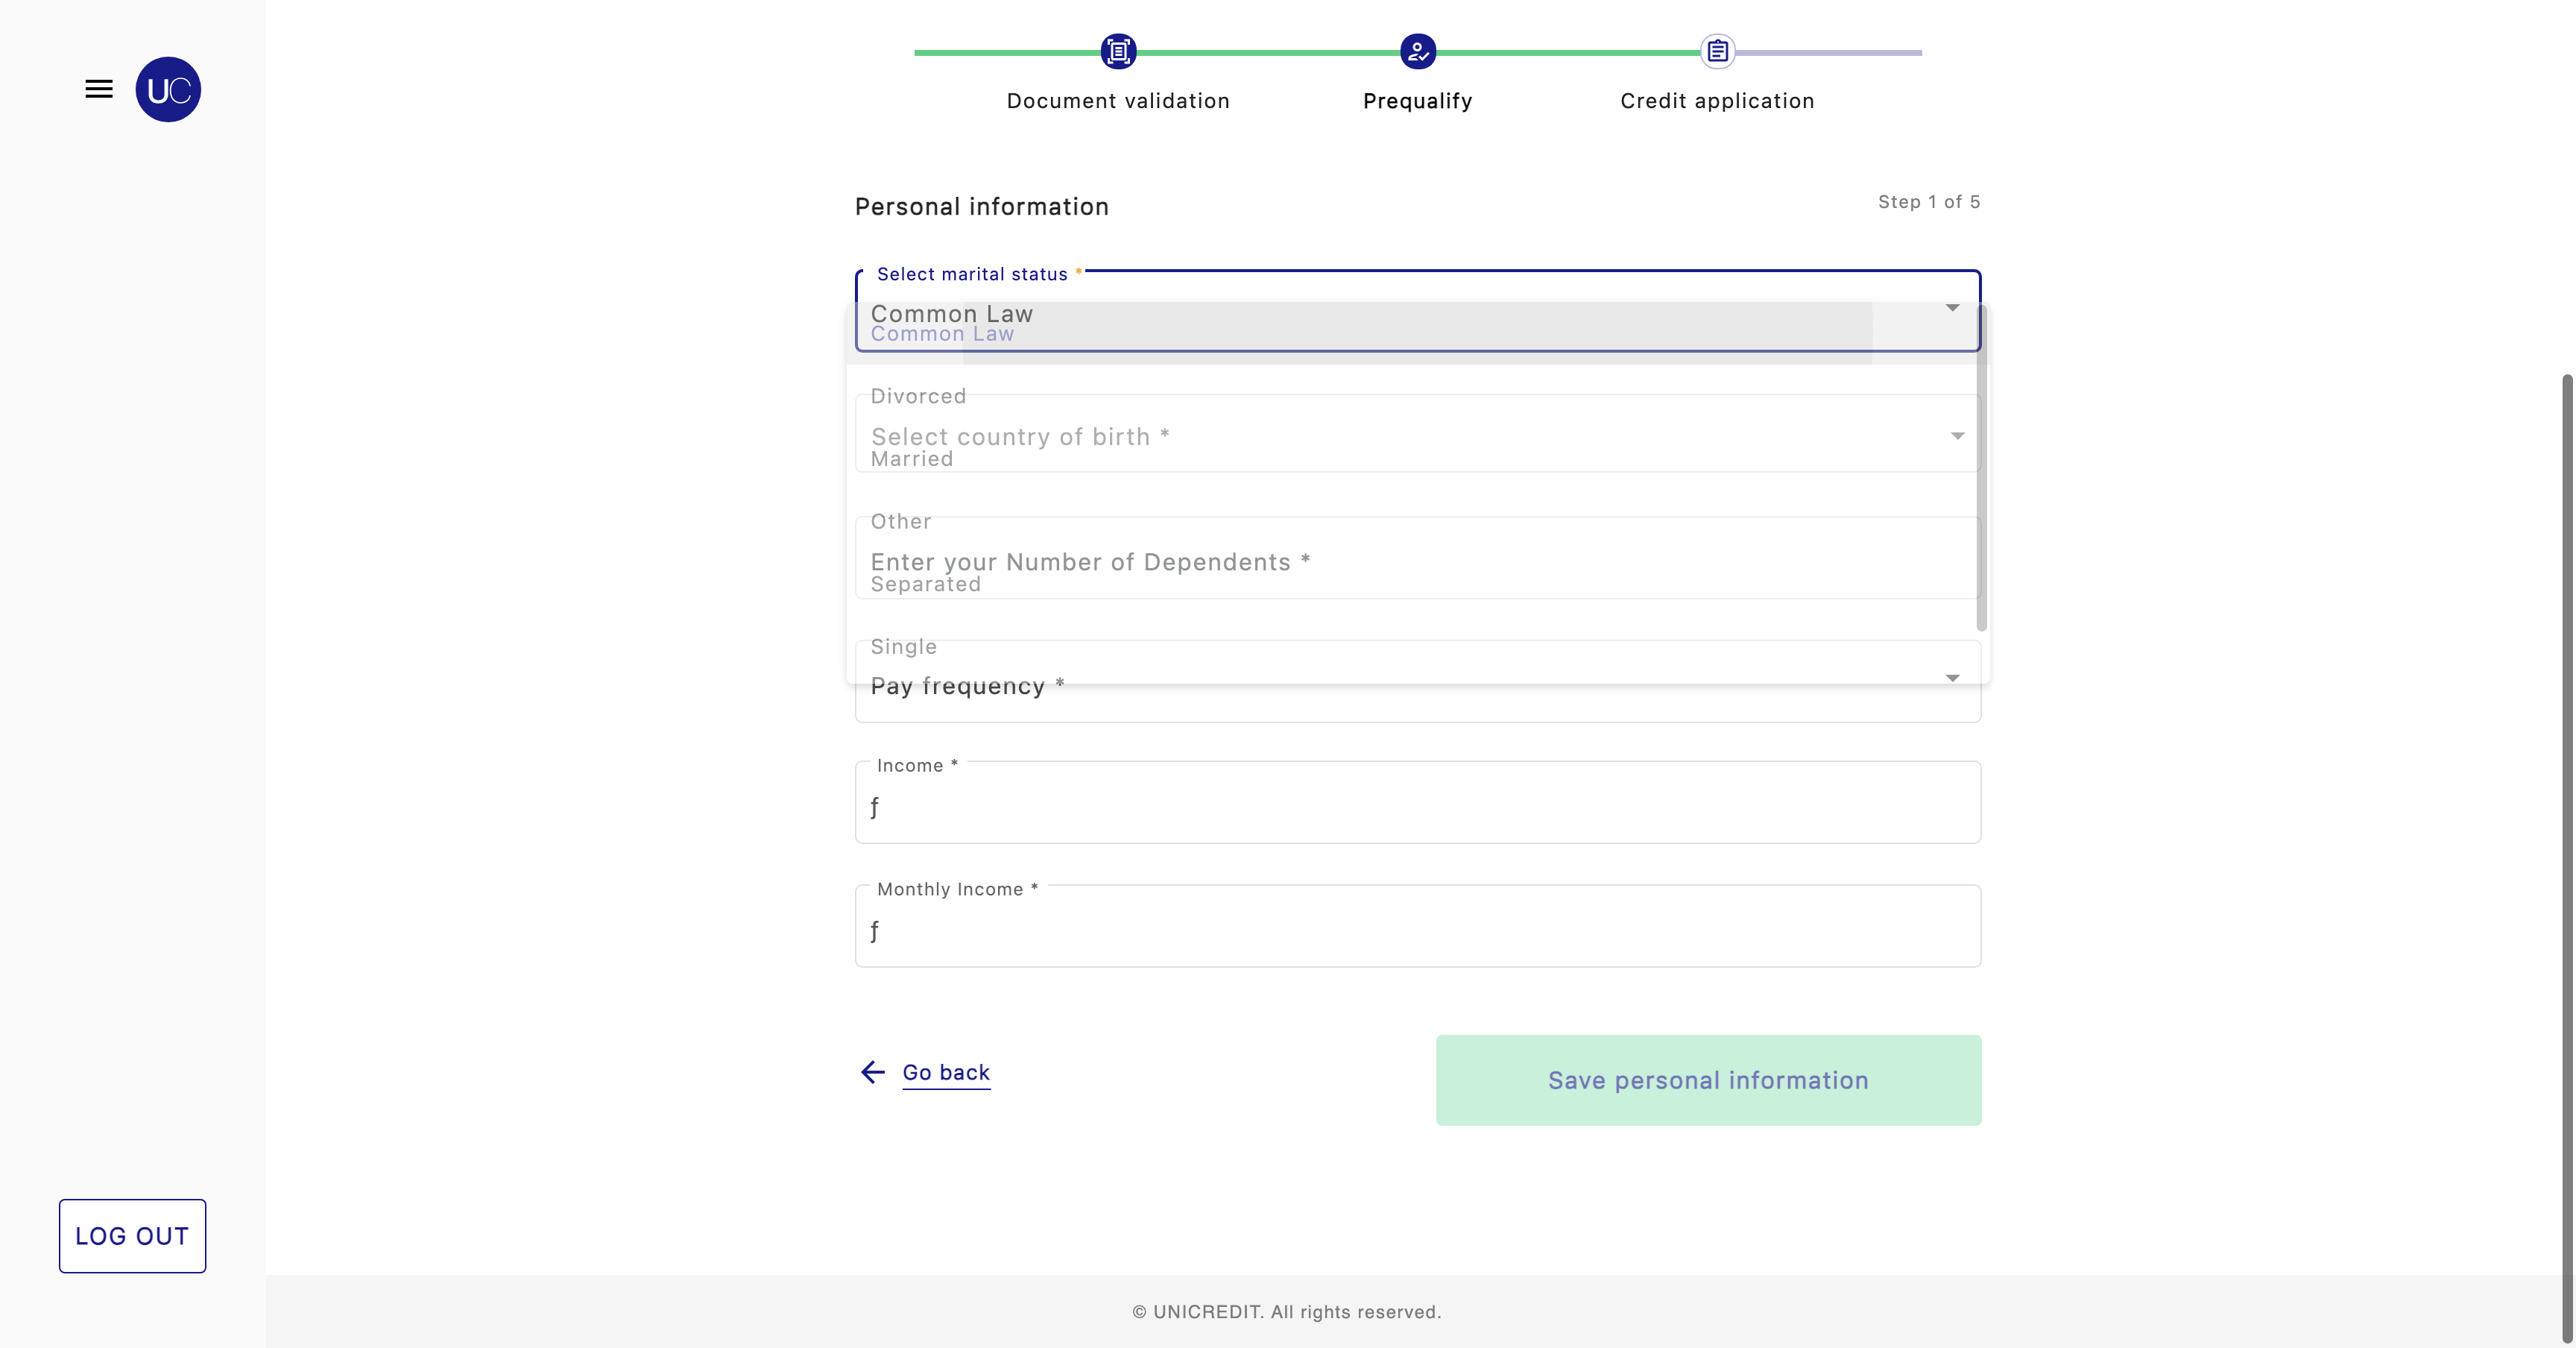 UC
Document validation
Prequalify
Credit application
Personal information
Step 1 of 5
Select marital status *
Common Law
Common Law
Divorced
Select country of birth *
Married
Other
Enter your Number of Dependents *
Separated
Single
Pay frequency *
Income *
ƒ
Monthly Income *
ƒ
Go back
Save personal information
LOG OUT
© UNICREDIT. All rights reserved.